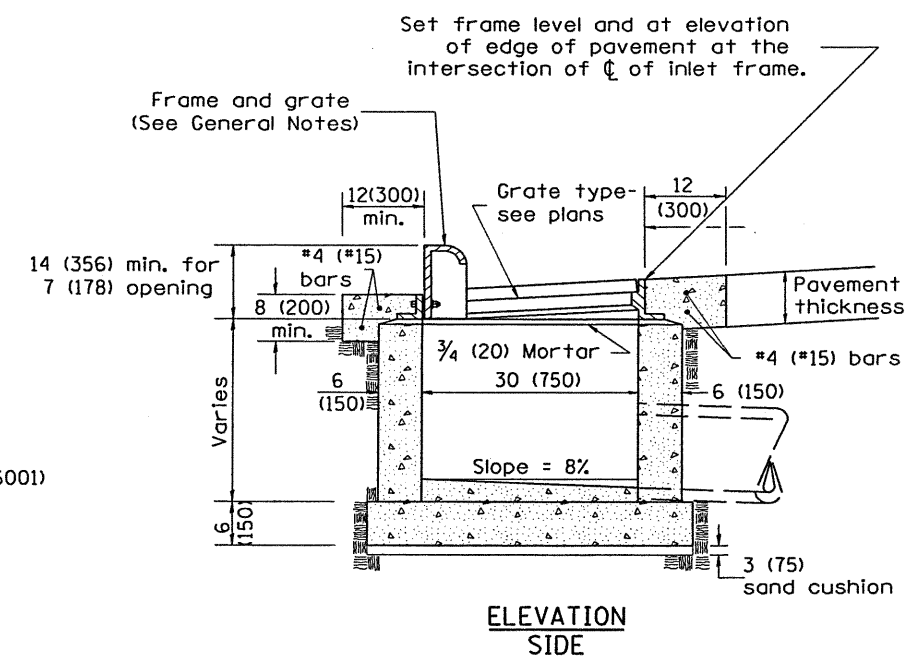 Set frame level and at elevation
of edge of pavement at the
intersection of ℄ of inlet frame.
Frame and grate
(See General Notes)
12(300)
min.
Grate type-
see plans
12
(300)
14 (356) min. for
7 (178) opening
#4 (#15)
bars
8 (200)
min.
Pavement
thickness
¾ (20) Mortar
#4 (#15) bars
6
(150)
30 (750)
6 (150)
Varies
Slope = 8%
6001)
6
(150)
3 (75)
sand cushion
ELEVATION
SIDE